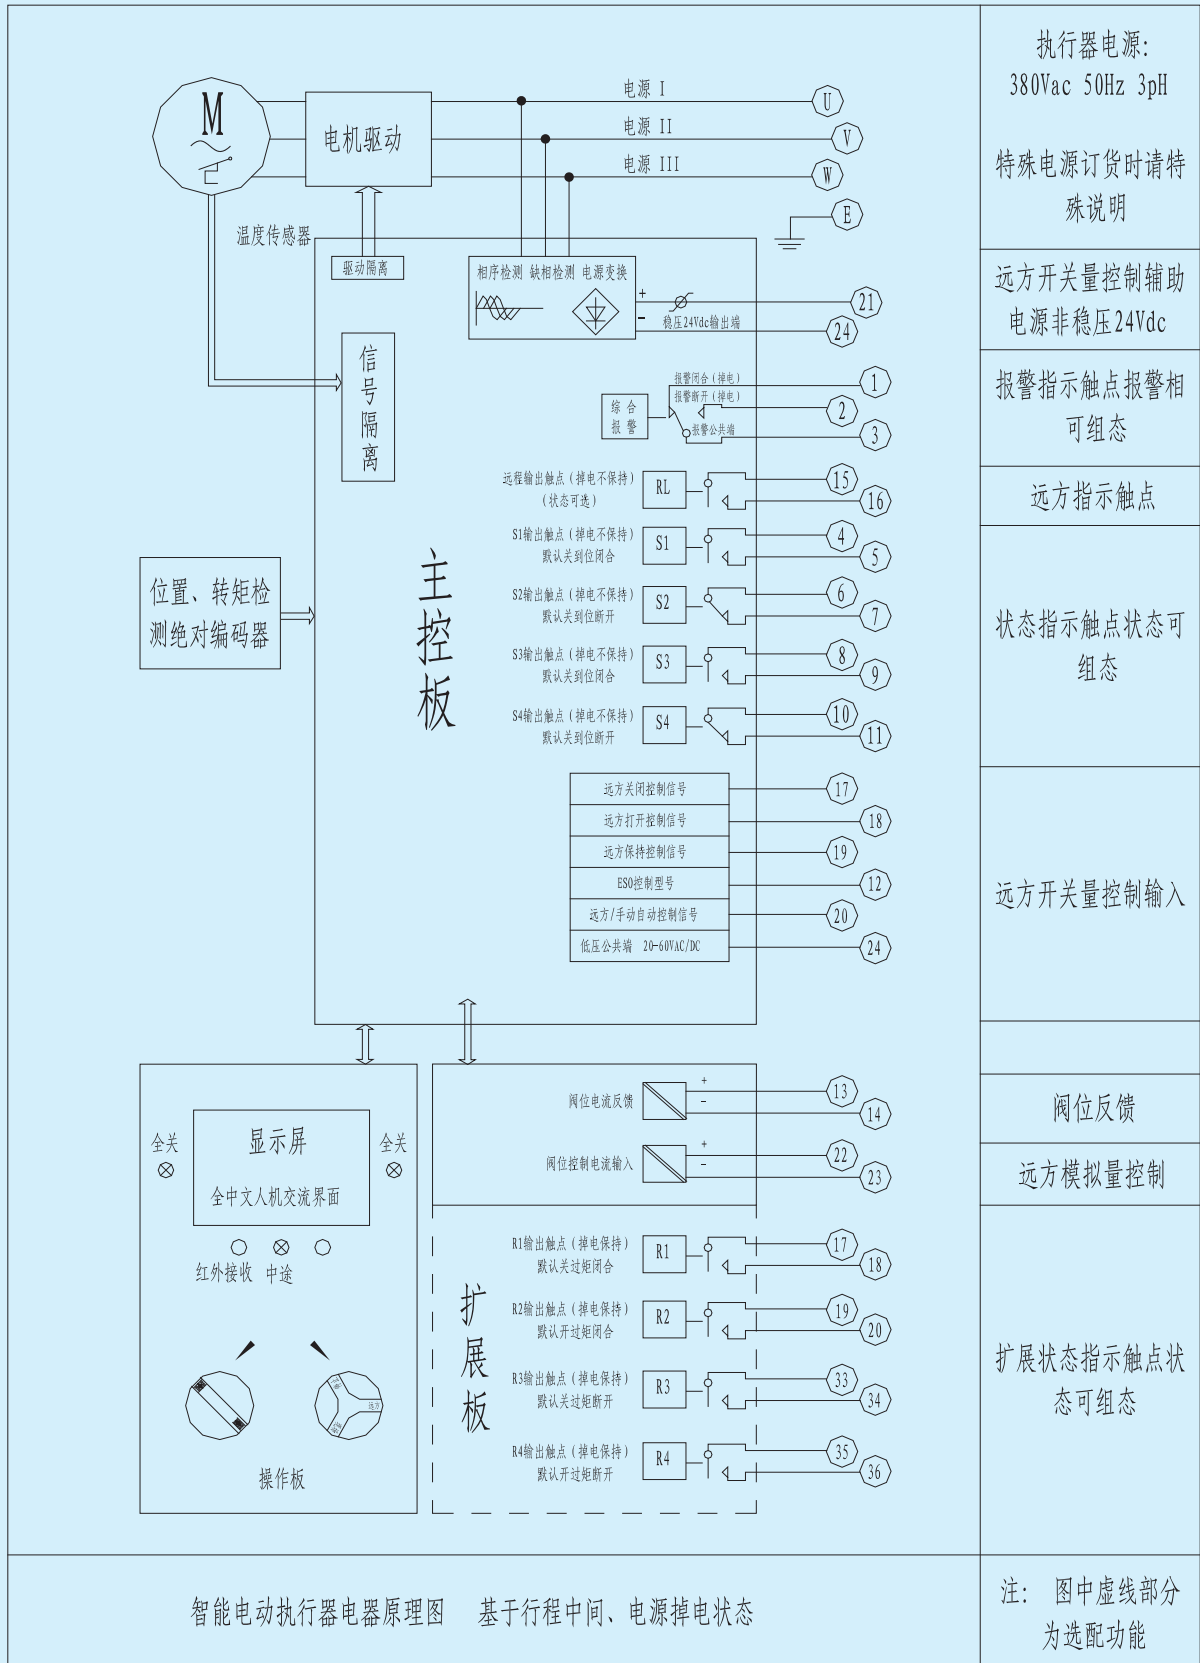 执行器电源:
380Vac 50Hz 3pH
特殊电源订货时请特
殊说明
M
电机驱动
电源 I
U
电源 II
V
电源 III
W
E
温度传感器
驱动隔离
相序检测 缺相检测 电源变换
+
-
稳压24Vdc输出端
21
24
远方开关量控制辅助
电源非稳压24Vdc
信号隔离
综合
报警
报警闭合(掉电)
报警断开(掉电)
报警公共端
1
2
3
报警指示触点报警相
可组态
远程输出触点(掉电不保持)
(状态可选)
RL
15
16
远方指示触点
主控板
位置、转矩检
测绝对编码器
S1输出触点(掉电不保持)
默认关到位闭合
S1
4
5
S2输出触点(掉电不保持)
默认关到位断开
S2
6
7
S3输出触点(掉电不保持)
默认关到位闭合
S3
8
9
S4输出触点(掉电不保持)
默认关到位断开
S4
10
11
状态指示触点状态可
组态
远方关闭控制信号
17
远方打开控制信号
18
远方保持控制信号
19
ESO控制型号
12
远方/手动自动控制信号
20
低压公共端 20-60VAC/DC
24
远方开关量控制输入
全关
显示屏
全中文人机交流界面
全关
红外接收 中途
远方
操作板
阀位电流反馈
+
-
13
14
阀位反馈
阀位控制电流输入
+
-
22
23
远方模拟量控制
扩展板
R1输出触点(掉电保持)
默认关过矩闭合
R1
17
18
R2输出触点(掉电保持)
默认开过矩闭合
R2
19
20
R3输出触点(掉电保持)
默认关过矩断开
R3
33
34
R4输出触点(掉电保持)
默认开过矩断开
R4
35
36
扩展状态指示触点状
态可组态
智能电动执行器电器原理图 基于行程中间、电源掉电状态
注: 图中虚线部分
为选配功能